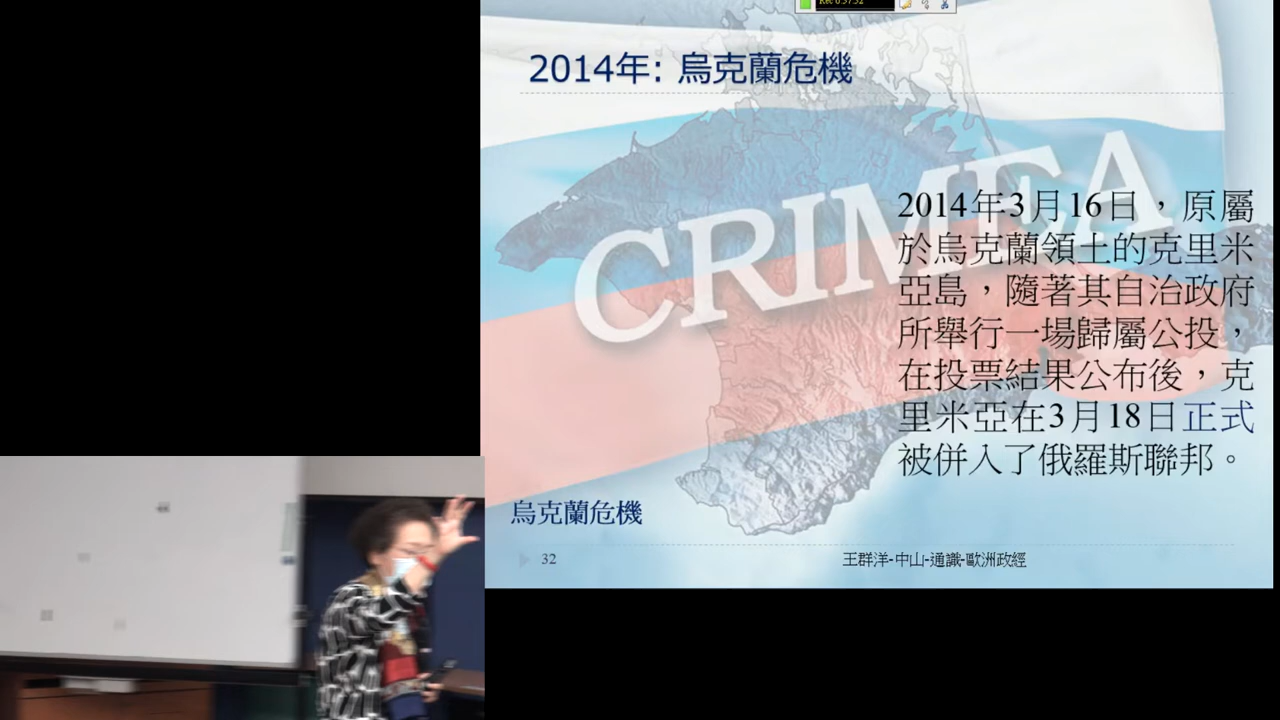 2014年: 烏克蘭危機
CRIMEA
2014年3月16日，原屬
於烏克蘭領土的克里米
亞島，隨著其自治政府
所舉行一場歸屬公投，
在投票結果公布後，克
里米亞在3月18日正式
被併入了俄羅斯聯邦。
烏克蘭危機
32
王群洋-中山-通識-歐洲政經